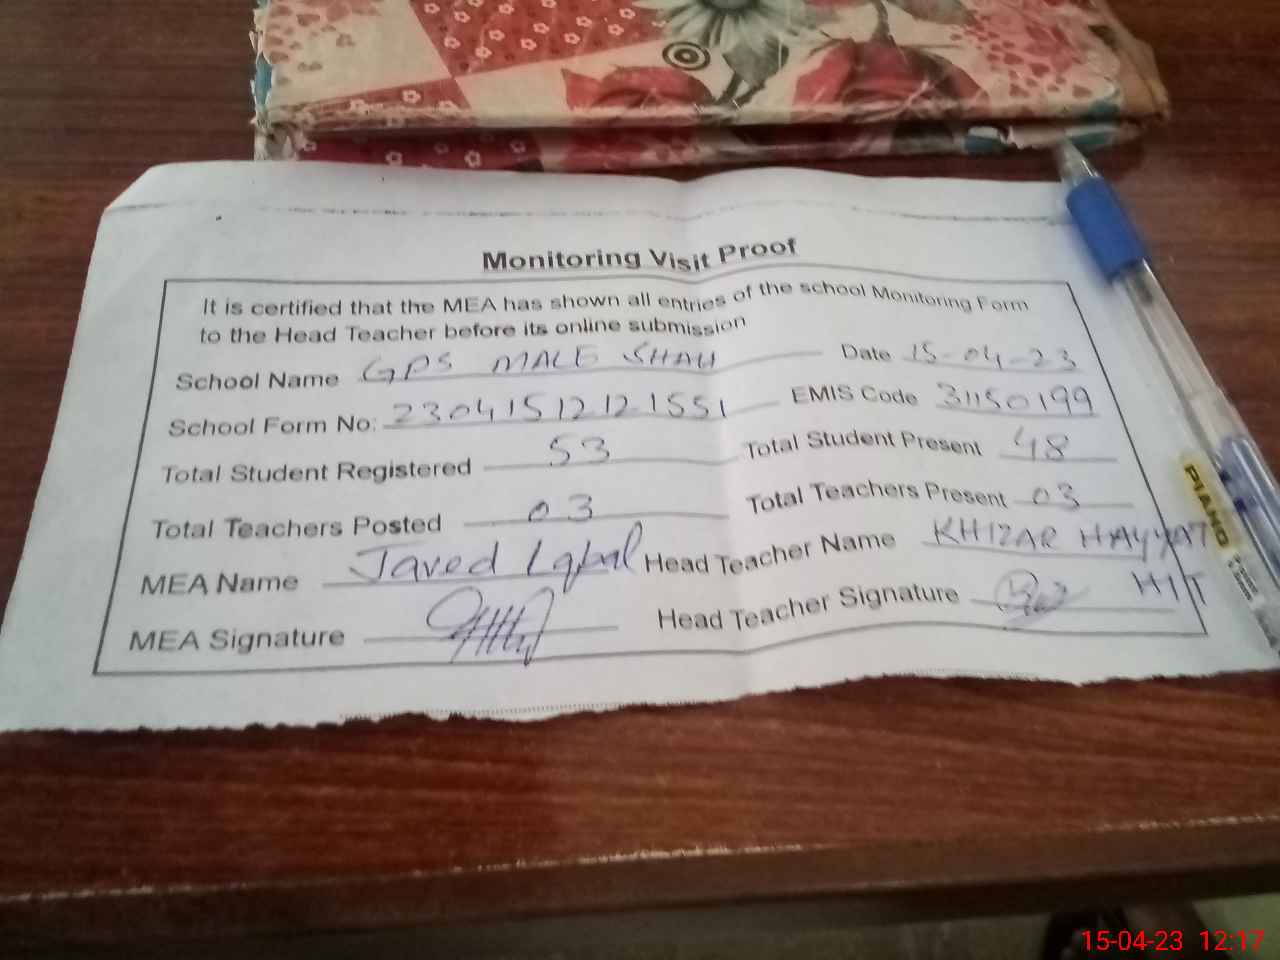 Monitoring Visit Proof
It is certified that the MEA has shown all entries of the school Monitoring Form
to the Head Teacher before its online submission
School Name GPS MALE SHAH Date 15-04-23
School Form No: 23041512121551 EMIS Code 31150199
Total Student Registered 53 Total Student Present 48
Total Teachers Posted 03 Total Teachers Present 03
MEA Name Javed Iqbal Head Teacher Name KHIZAR HAYYAT
MEA Signature Head Teacher Signature H/T
PIANO
15-04-23 12:17